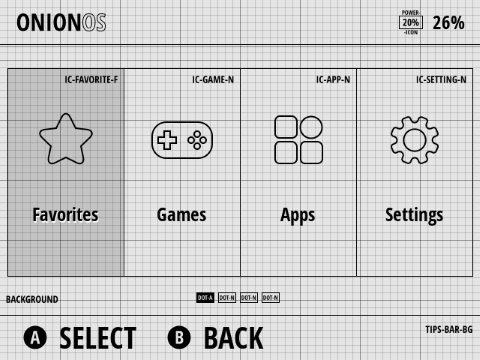 ONIONOS
POWER-
20%
-ICON
26%
IC-FAVORITE-F
IC-GAME-N
IC-APP-N
IC-SETTING-N
Favorites
Games
Apps
Settings
BACKGROUND
DOT-A
DOT-N
DOT-N
DOT-N
A SELECT
B BACK
TIPS-BAR-BG